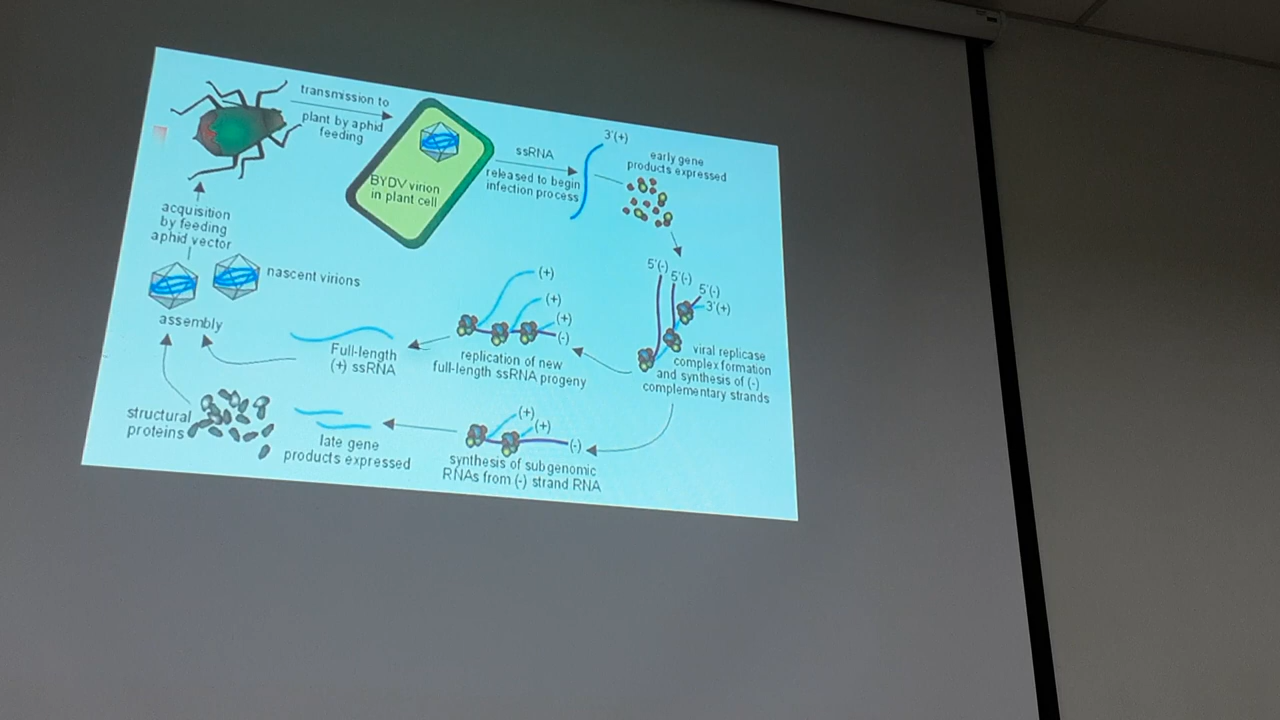 transmission to
plant by aphid
feeding
BYDV virion
in plant cell
ssRNA
released to begin
infection process
3'(+)
early gene
products expressed
5'(-)
5'(-)
5'(-)
3'(+)
viral replicase
complex formation
and synthesis of (-)
complementary strands
(+)
(+)
(+)
(-)
replication of new
full-length ssRNA progeny
Full-length
(+) ssRNA
(+)
(+)
(-)
synthesis of subgenomic
RNAs from (-) strand RNA
late gene
products expressed
structural
proteins
assembly
nascent virions
acquisition
by feeding
aphid vector